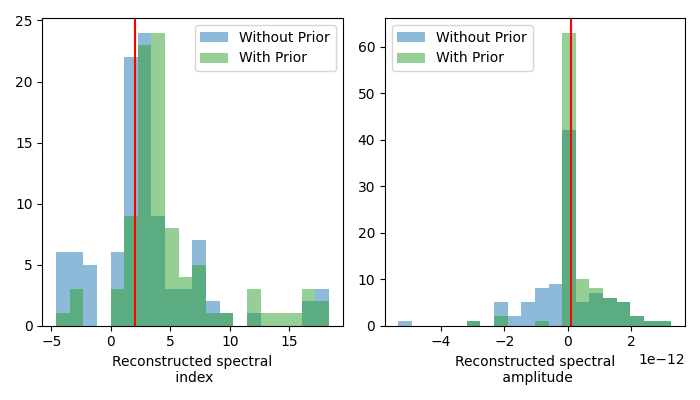 25
20
15
10
5
0
−5
0
5
10
15
Without Prior
With Prior
Reconstructed spectral
index
60
50
40
30
20
10
0
−4
−2
0
2
1e−12
Without Prior
With Prior
Reconstructed spectral
amplitude